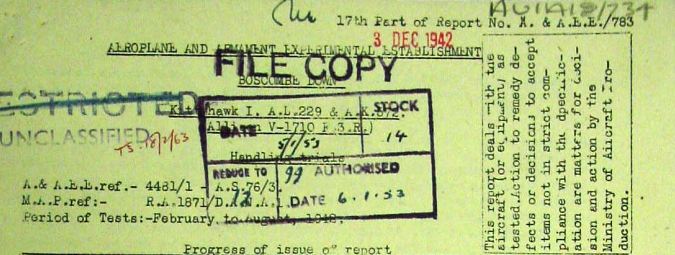 17th Part of Report No. A. & A.E.E./783
3 DEC 1942
AEROPLANE AND ARMAMENT EXPERIMENTAL ESTABLISHMENT
BOSCOMBE DOWN
FILE COPY
RESTRICTED
UNCLASSIFIED
18/2/63
Kittyhawk I. A.L.229 & A.K.572.
(Allison V-1710 F.3.R.)
Handling trials
STOCK
14
DATE
5/1/53
REDUCE TO
99
12
AUTHORISED
DATE 6.1.53
A.& A.E.E.ref.- 4481/1 - A.S.76/3.
M.A.P.ref:- R.A.1871/D.
Period of Tests:-February to August, 1942.
Progress of issue of report
This report deals with the
aircraft (or equipment) as
tested. Action to remedy de-
fects or decisions to accept
items not in strict com-
pliance with the specific-
ation are matters for deci-
sion and action by the
Ministry of Aircraft Pro-
duction.